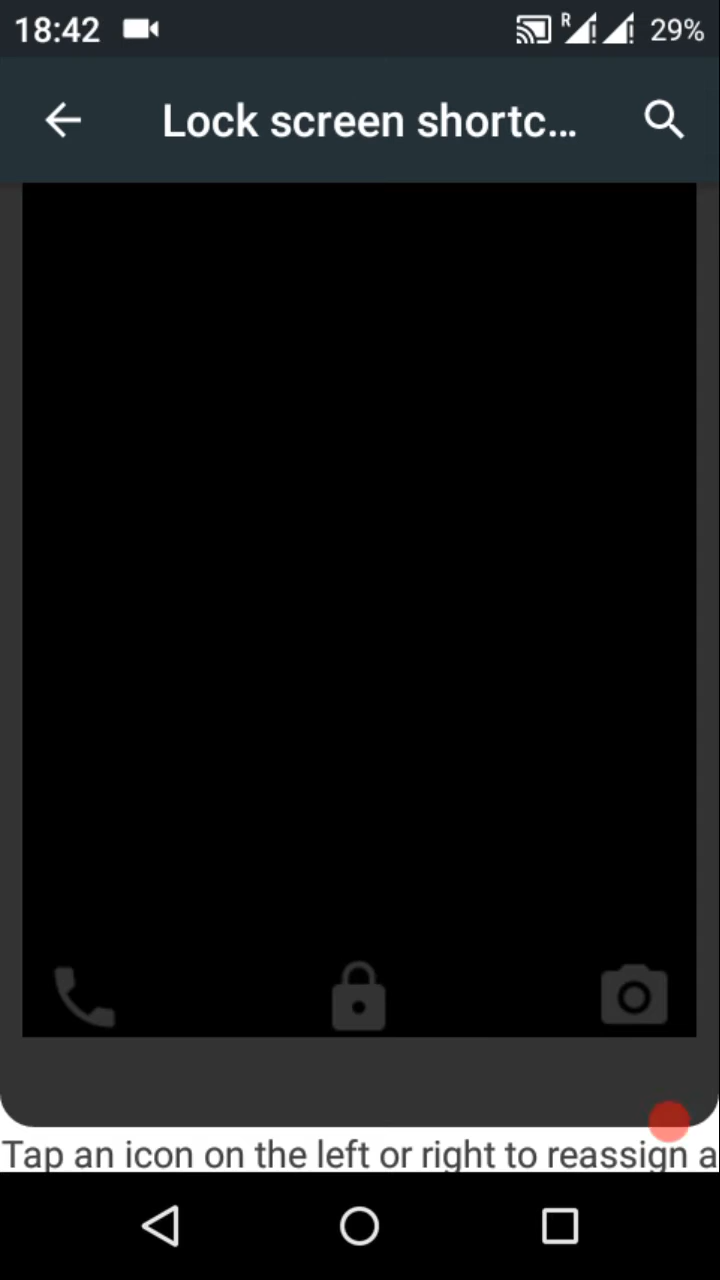 18:42
R
29%
Lock screen shortc...
Tap an icon on the left or right to reassign a